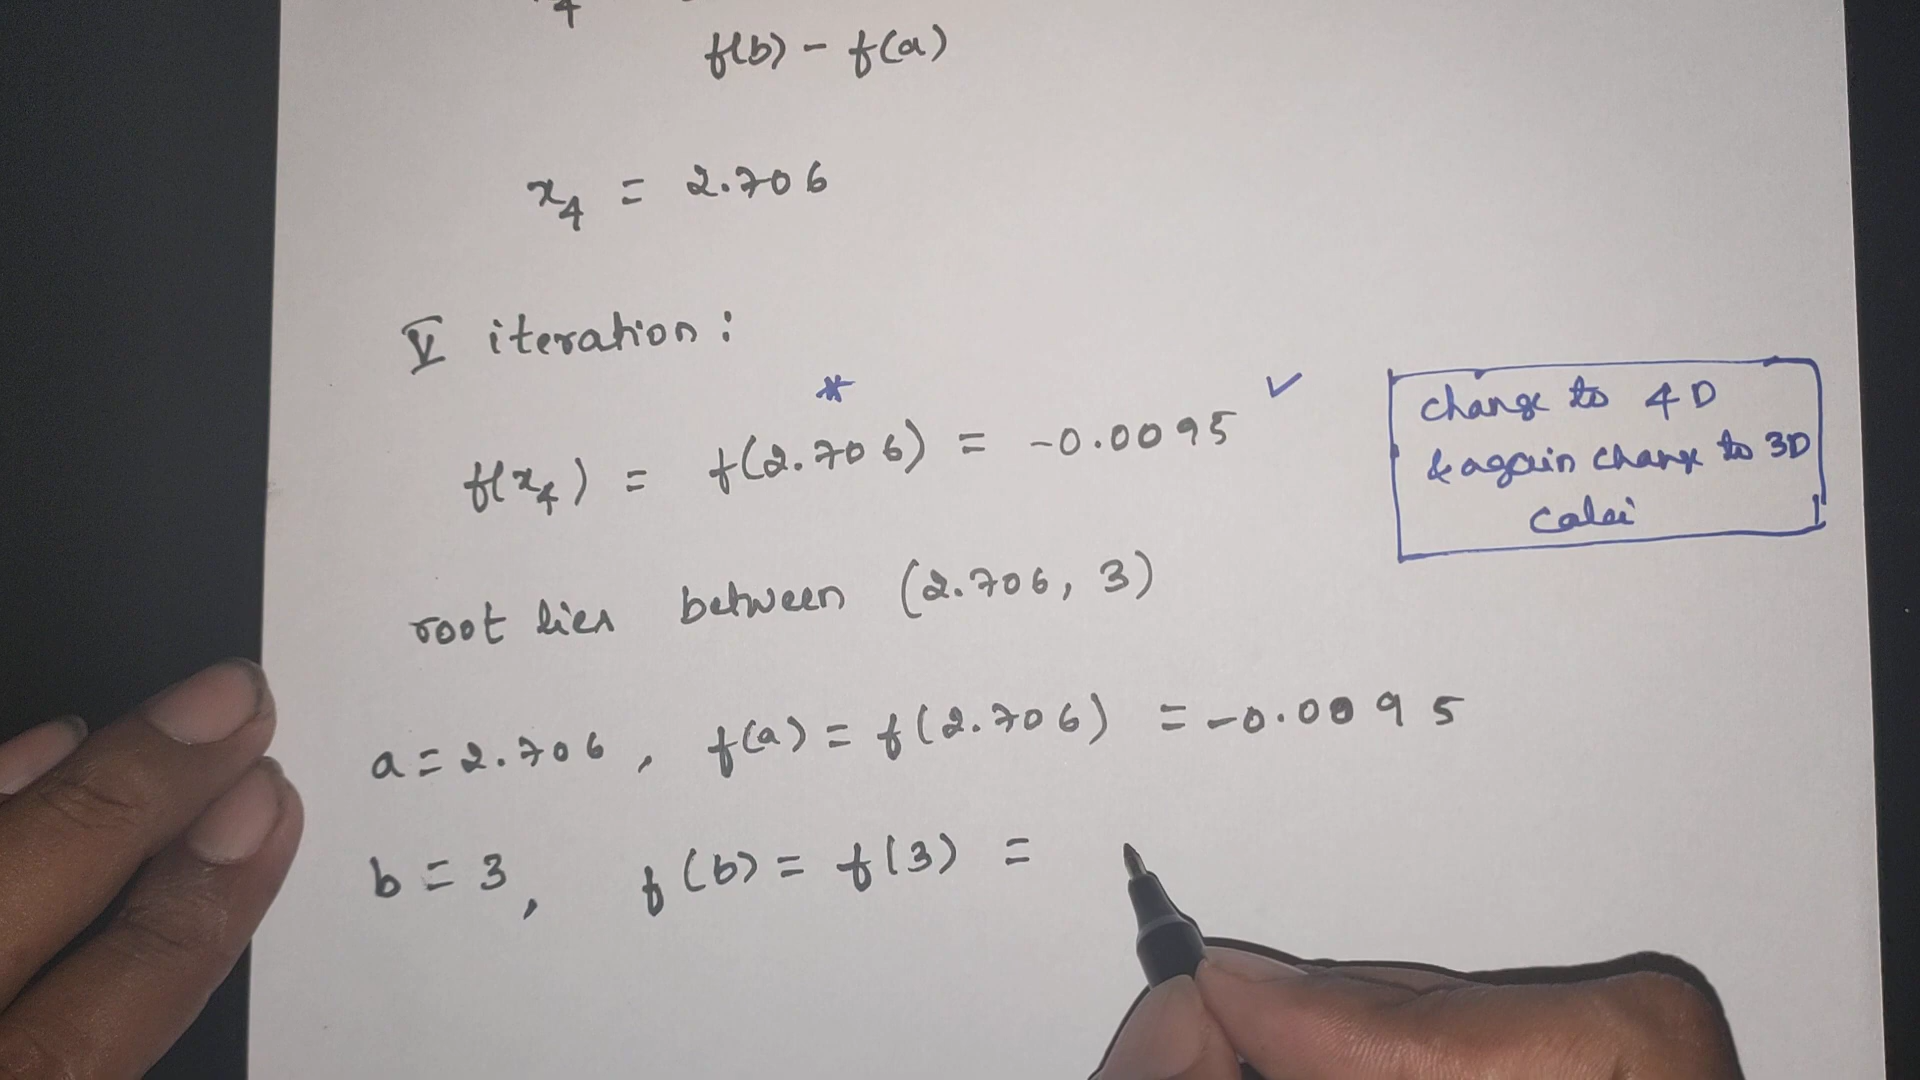 4
f(b) - f(a)
x4 = 2.706
V iteration:
*
f(x4) = f(2.706) = -0.0095 ✓
change to 4D
& again change to 3D
calci
root lies between (2.706, 3)
a = 2.706, f(a) = f(2.706) = -0.0095
b = 3, f(b) = f(3) =